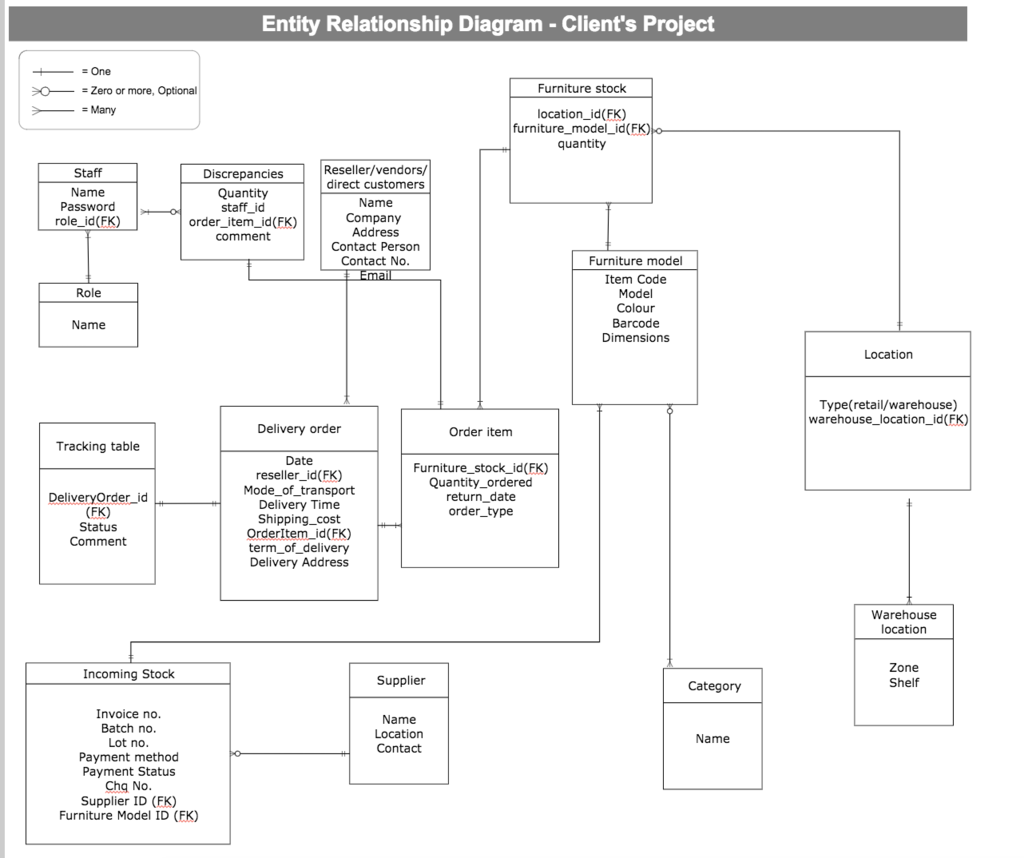 Entity Relationship Diagram - Client's Project
= One
= Zero or more, Optional
= Many
Furniture stock
location_id(FK)
furniture_model_id(FK)
quantity
Staff
Name
Password
role_id(FK)
Discrepancies
Quantity
staff_id
order_item_id(FK)
comment
Reseller/vendors/
direct customers
Name
Company
Address
Contact Person
Contact No.
Email
Furniture model
Item Code
Model
Colour
Barcode
Dimensions
Role
Name
Location
Type(retail/warehouse)
warehouse_location_id(FK)
Tracking table
DeliveryOrder_id
(FK)
Status
Comment
Delivery order
Date
reseller_id(FK)
Mode_of_transport
Delivery Time
Shipping_cost
OrderItem_id(FK)
term_of_delivery
Delivery Address
Order item
Furniture_stock_id(FK)
Quantity_ordered
return_date
order_type
Warehouse
location
Zone
Shelf
Incoming Stock
Invoice no.
Batch no.
Lot no.
Payment method
Payment Status
Chq No.
Supplier ID (FK)
Furniture Model ID (FK)
Supplier
Name
Location
Contact
Category
Name